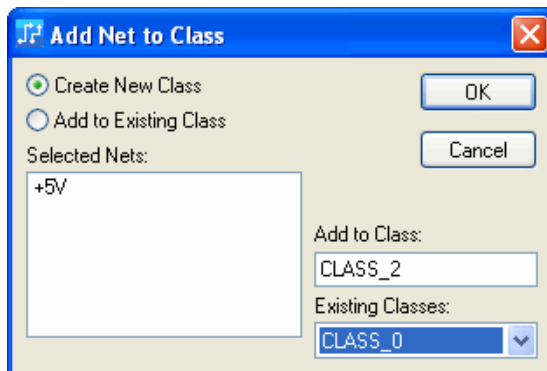 Add Net to Class
Create New Class
OK
Add to Existing Class
Cancel
Selected Nets:
+5V
Add to Class:
CLASS_2
Existing Classes:
CLASS_0